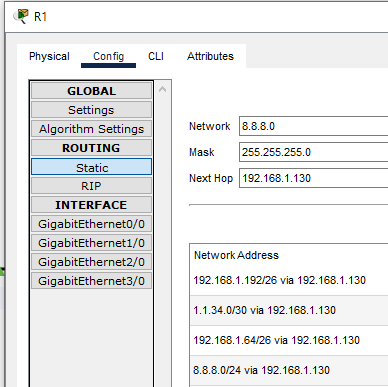 R1
Physical Config CLI Attributes
GLOBAL
Settings
Algorithm Settings
ROUTING
Static
RIP
INTERFACE
GigabitEthernet0/0
GigabitEthernet1/0
GigabitEthernet2/0
GigabitEthernet3/0
Network 8.8.8.0
Mask 255.255.255.0
Next Hop 192.168.1.130
Network Address
192.168.1.192/26 via 192.168.1.130
1.1.34.0/30 via 192.168.1.130
192.168.1.64/26 via 192.168.1.130
8.8.8.0/24 via 192.168.1.130